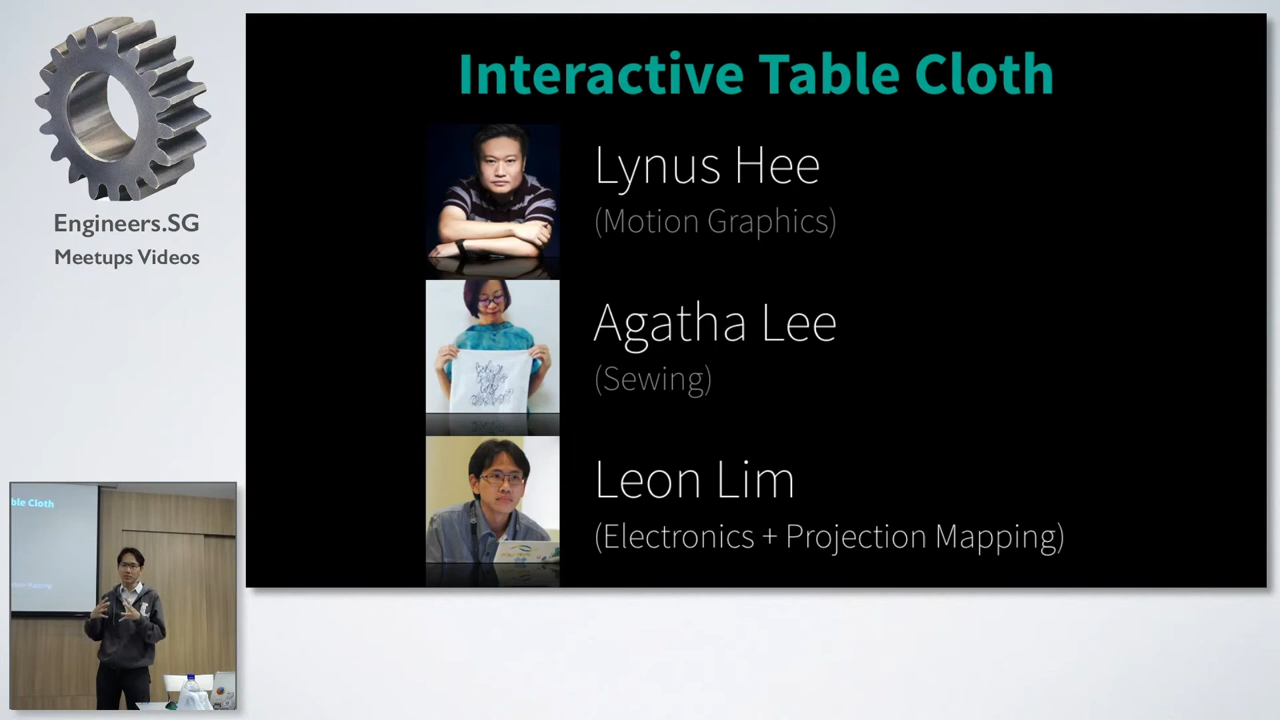 Interactive Table Cloth
Lynus Hee
(Motion Graphics)
Agatha Lee
(Sewing)
Leon Lim
(Electronics + Projection Mapping)
Engineers.SG
Meetups Videos
ble Cloth